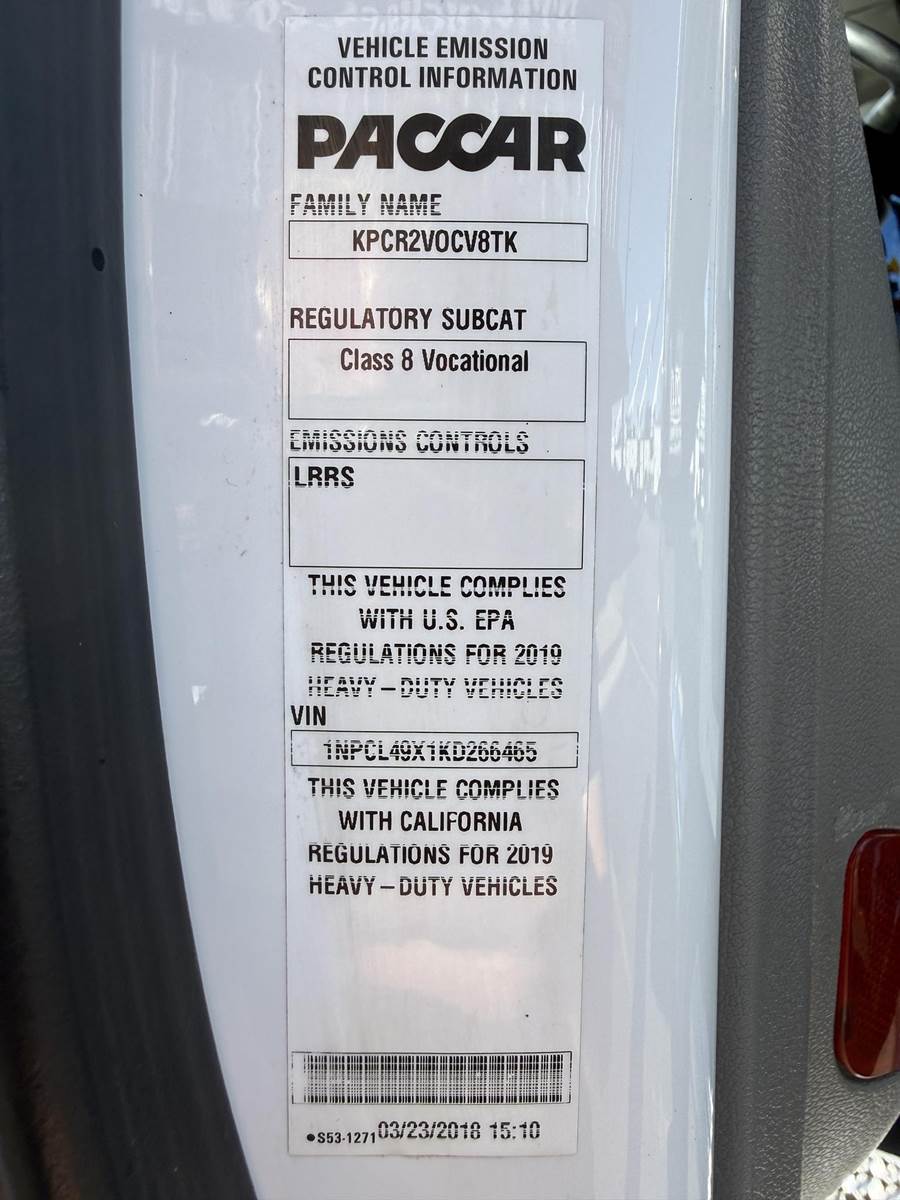 VEHICLE EMISSION
CONTROL INFORMATION
PACCAR
FAMILY NAME
KPCR2VOCV8TK
REGULATORY SUBCAT
Class 8 Vocational
EMISSIONS CONTROLS
LRRS
THIS VEHICLE COMPLIES
WITH U.S. EPA
REGULATIONS FOR 2019
HEAVY-DUTY VEHICLES
VIN
1NPCL49X1KD266465
THIS VEHICLE COMPLIES
WITH CALIFORNIA
REGULATIONS FOR 2019
HEAVY-DUTY VEHICLES
•S53-1271 03/23/2018 15:10